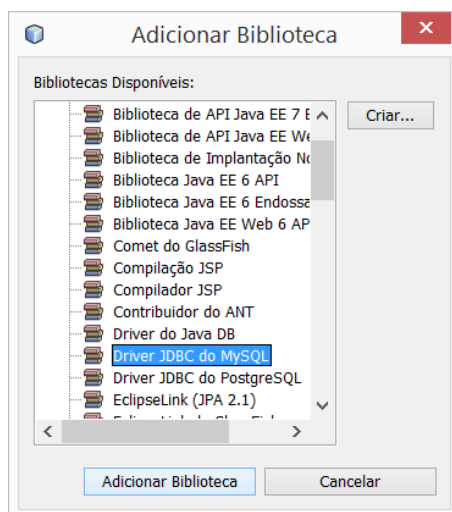 Adicionar Biblioteca
Bibliotecas Disponíveis:
Biblioteca de API Java EE 7 E
Criar...
Biblioteca de API Java EE We
Biblioteca de Implantação No
Biblioteca Java EE 6 API
Biblioteca Java EE 6 Endossa
Biblioteca Java EE Web 6 AP
Comet do GlassFish
Compilação JSP
Compilador JSP
Contribuidor do ANT
Driver do Java DB
Driver JDBC do MySQL
Driver JDBC do PostgreSQL
EclipseLink (JPA 2.1)
Adicionar Biblioteca
Cancelar